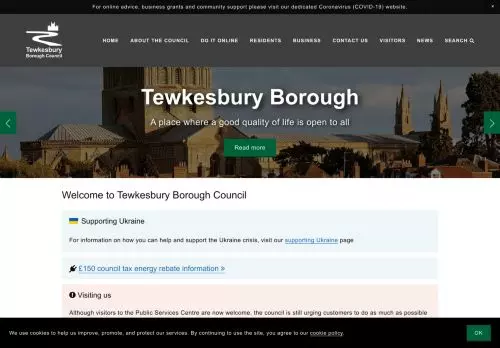 For online advice, business grants and community support please visit our dedicated Coronavirus (COVID-19) website.
×
Tewkesbury
Borough Council
HOME ABOUT THE COUNCIL DO IT ONLINE RESIDENTS BUSINESS CONTACT US VISITORS NEWS SEARCH
Tewkesbury Borough
A place where a good quality of life is open to all
Read more
Welcome to Tewkesbury Borough Council
Supporting Ukraine
For information on how you can help and support the Ukraine crisis, visit our supporting Ukraine page
£150 council tax energy rebate information »
Visiting us
Although visitors to the Public Services Centre are now welcome, the council is still urging customers to do as much as possible
We use cookies to help us improve, promote, and protect our services. By continuing to use the site, you agree to our cookie policy.
OK